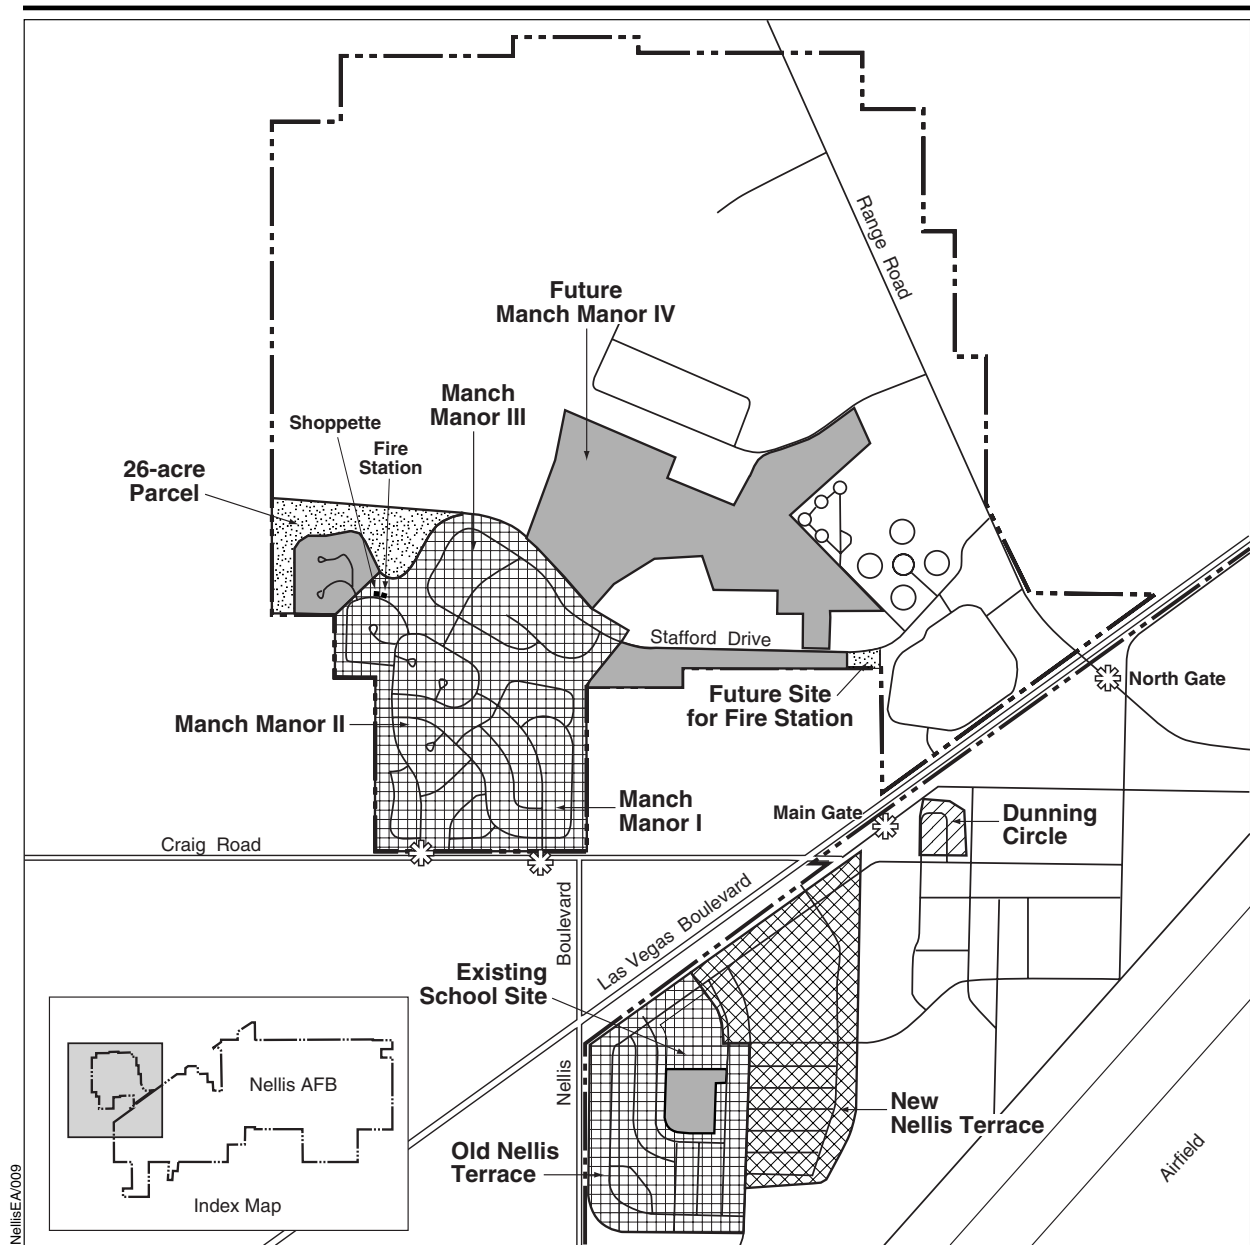 Range Road
Future
Manch Manor IV
Manch
Manor III
Shoppette
Fire
Station
26-acre
Parcel
Stafford Drive
North Gate
Future Site
for Fire Station
Manch Manor II
Manch
Manor I
Main Gate
Dunning
Circle
Craig Road
Boulevard
Las Vegas Boulevard
Existing
School Site
Nellis
New
Nellis Terrace
Old Nellis
Terrace
Airfield
Nellis AFB
Index Map
NellisEA/009